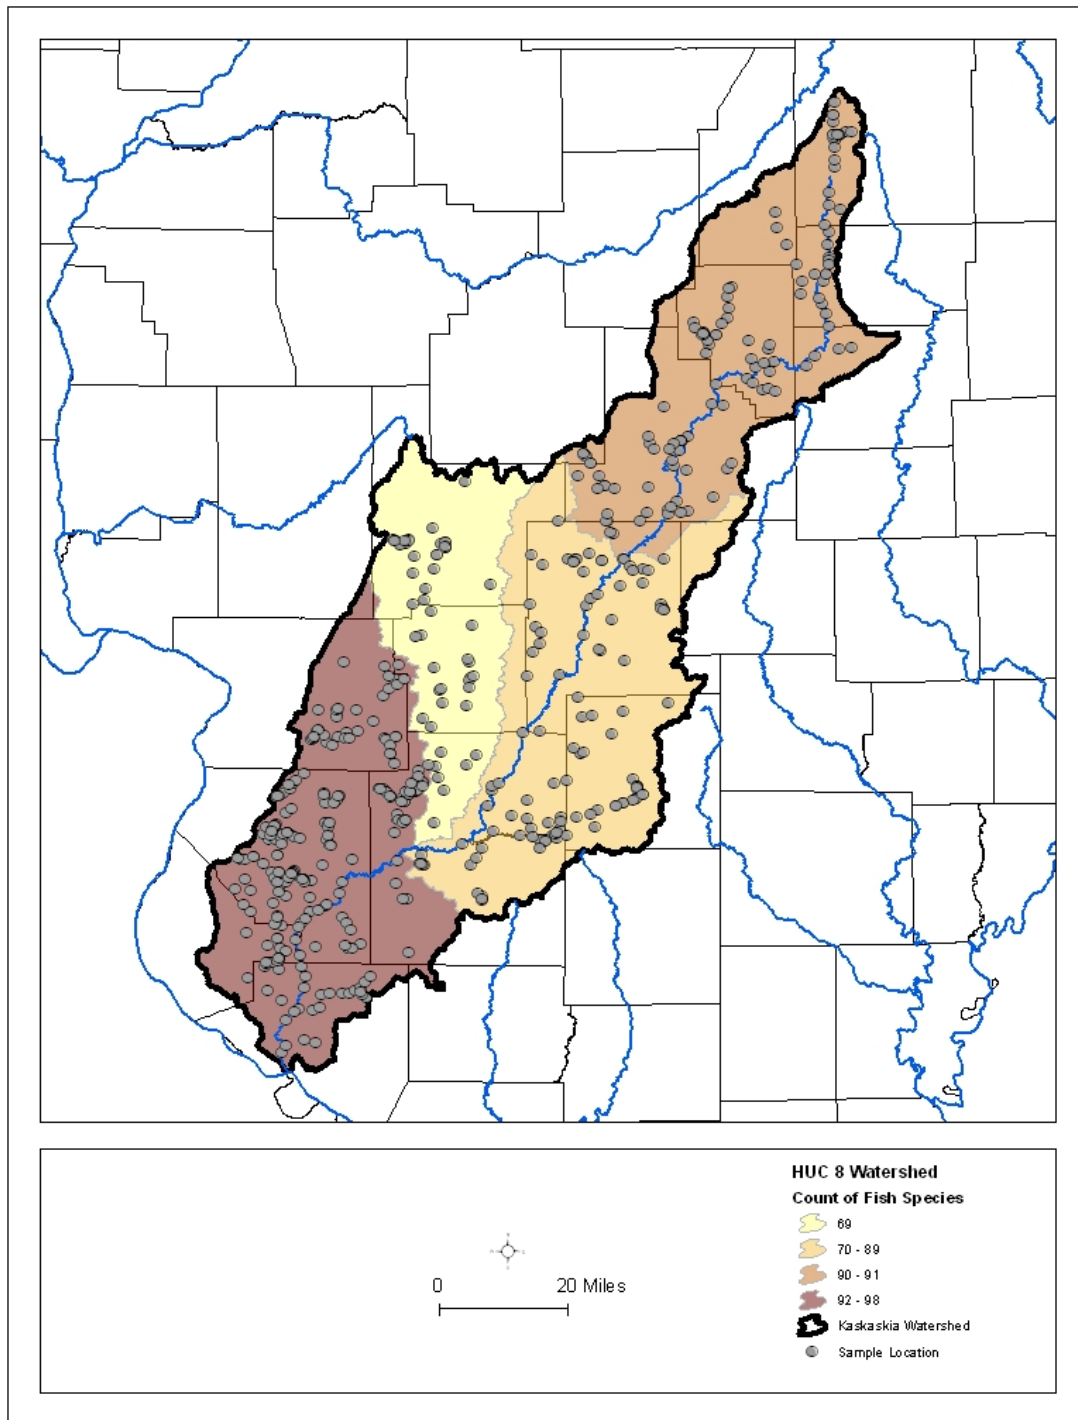 HUC 8 Watershed
Count of Fish Species
69
70 - 89
90 - 91
92 - 98
Kaskaskia Watershed
Sample Location
0 20 Miles